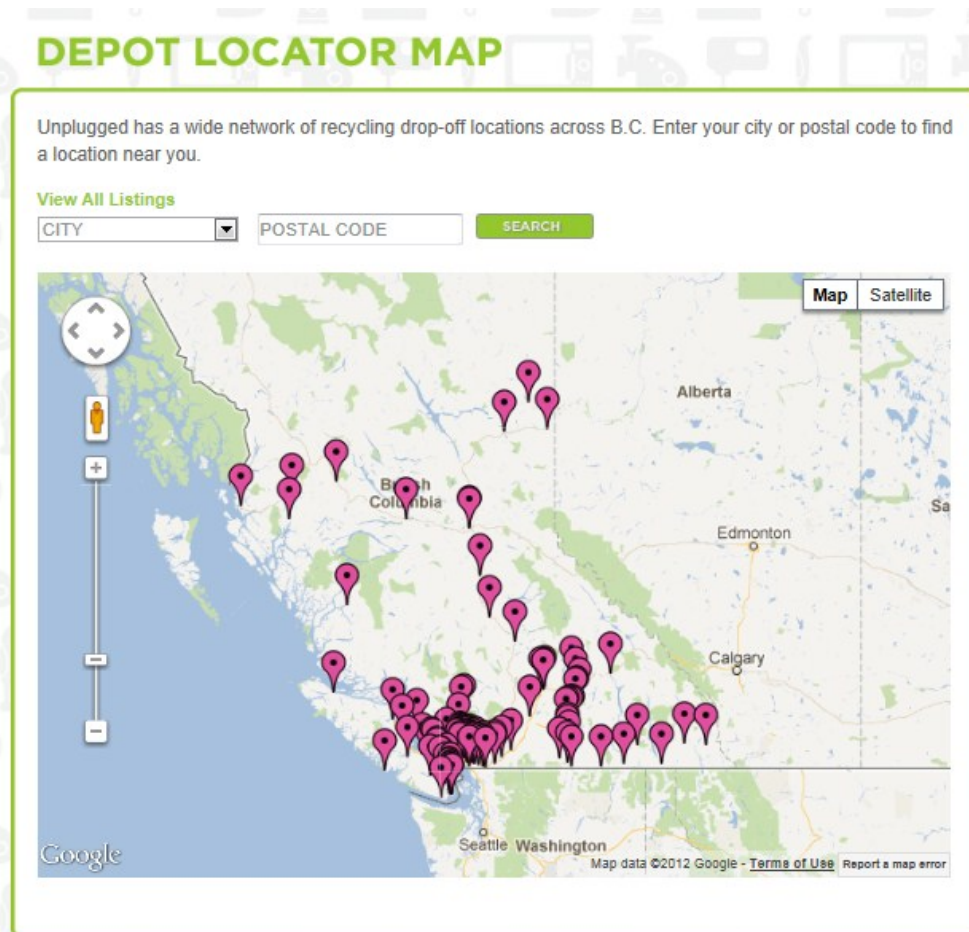 DEPOT LOCATOR MAP
Unplugged has a wide network of recycling drop-off locations across B.C. Enter your city or postal code to find
a location near you.
View All Listings
CITY
POSTAL CODE
SEARCH
Map
Satellite
Alberta
Columbia
Sa
Edmonton
Calgary
Seattle
Washington
Google
Map data ©2012 Google - Terms of Use
Report a map error